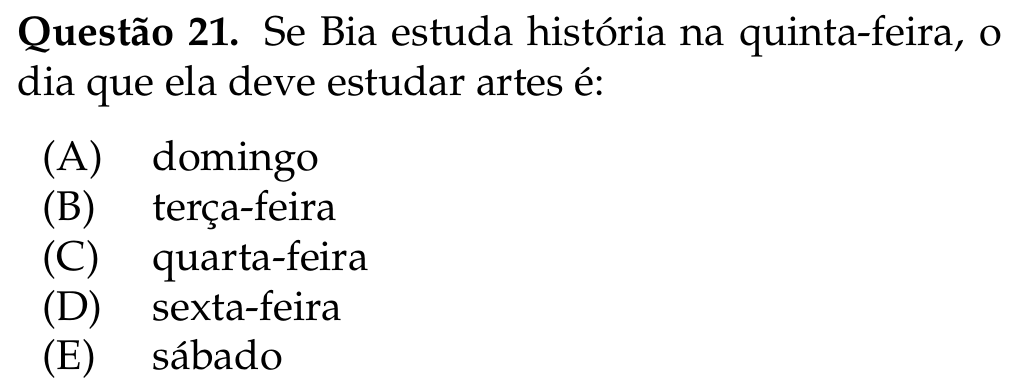 Questão 21. Se Bia estuda história na quinta-feira, o
dia que ela deve estudar artes é:
(A) domingo
(B) terça-feira
(C) quarta-feira
(D) sexta-feira
(E) sábado